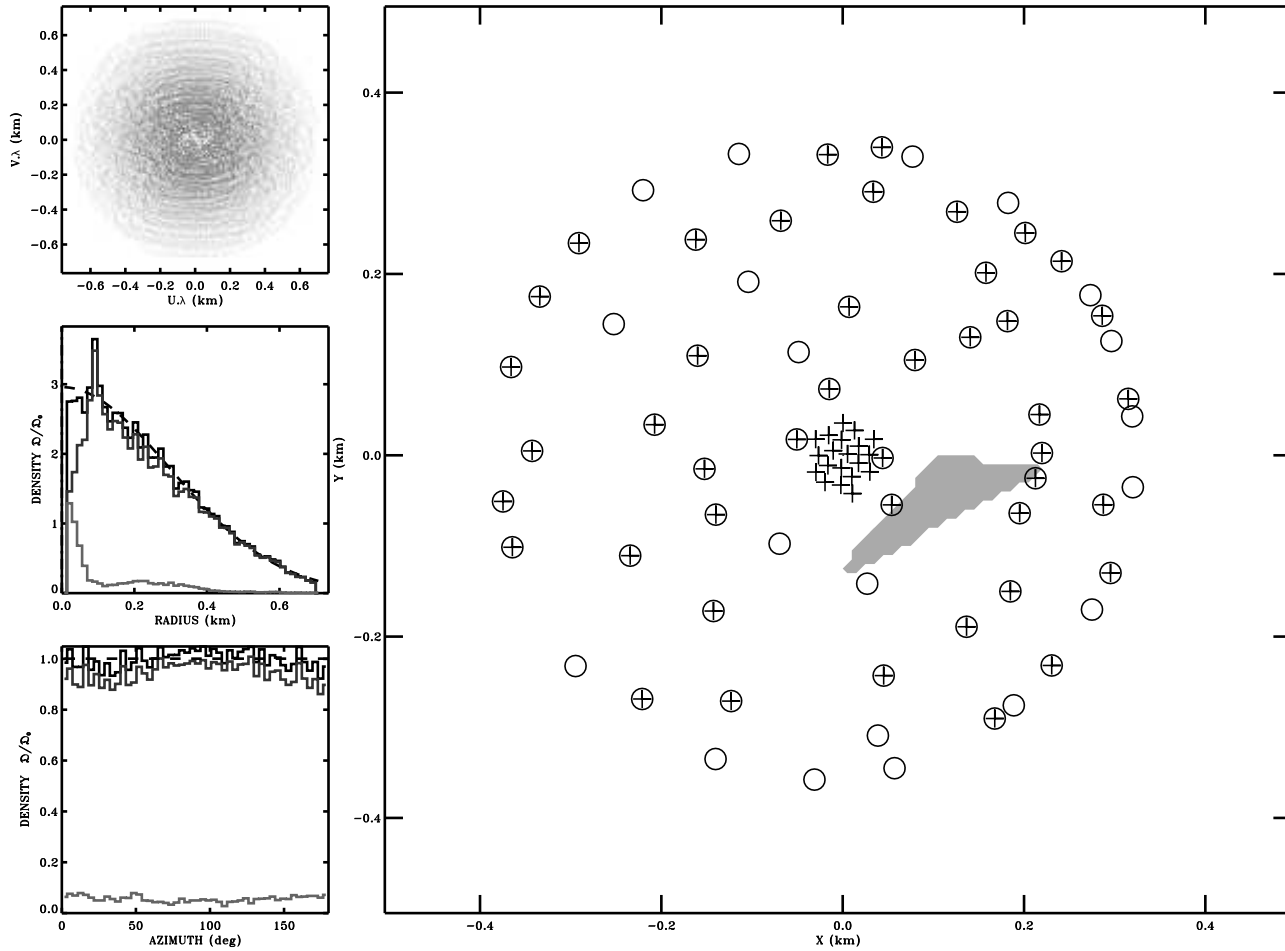 0.6
0.4
0.2
0.0
−0.2
−0.4
−0.6
V.λ (km)
−0.6 −0.4 −0.2 0.0 0.2 0.4 0.6
U.λ (km)
3
2
1
0
DENSITY D/D₀
0.0 0.2 0.4 0.6
RADIUS (km)
1.0
0.8
0.6
0.4
0.2
0.0
DENSITY D/D₀
0 50 100 150
AZIMUTH (deg)
0.4
0.2
0.0
−0.2
−0.4
Y (km)
−0.4 −0.2 0.0 0.2 0.4
X (km)